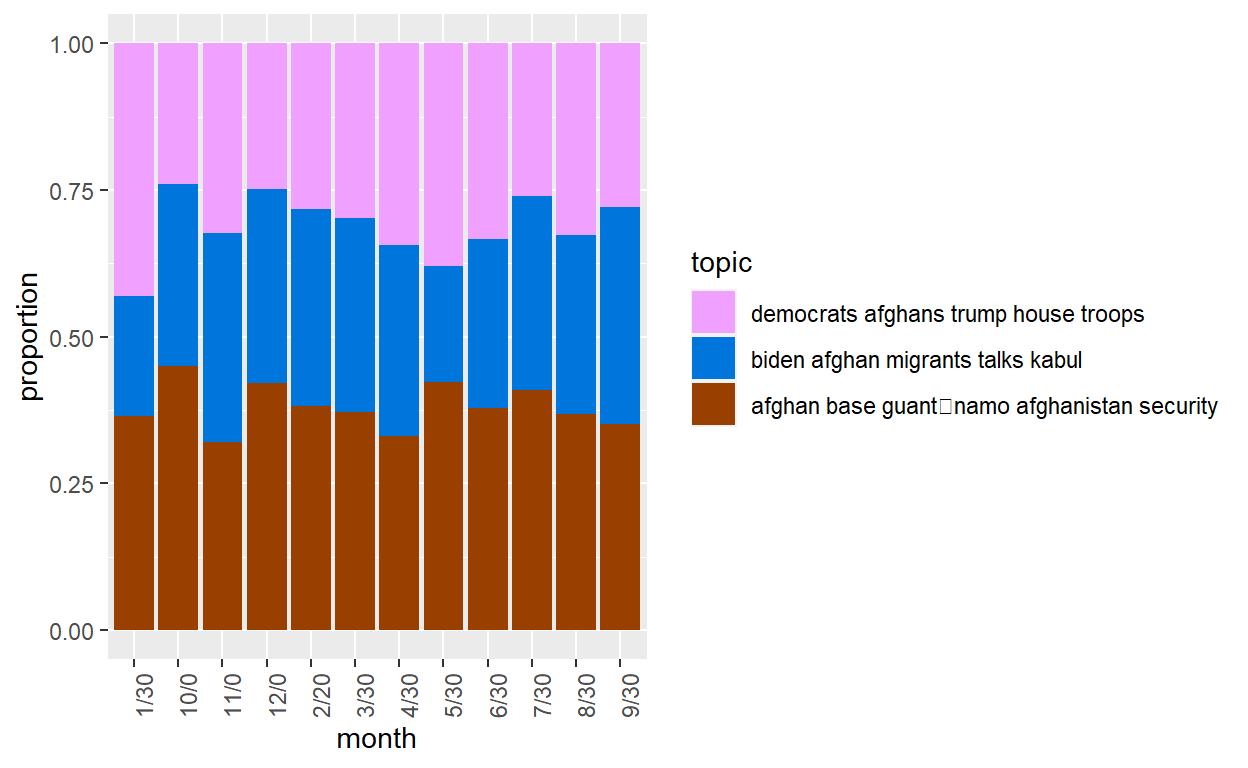 1.00
0.75
0.50
0.25
0.00
proportion
1/30
10/0
11/0
12/0
2/20
3/30
4/30
5/30
6/30
7/30
8/30
9/30
month
topic
democrats afghans trump house troops
biden afghan migrants talks kabul
afghan base guant□namo afghanistan security